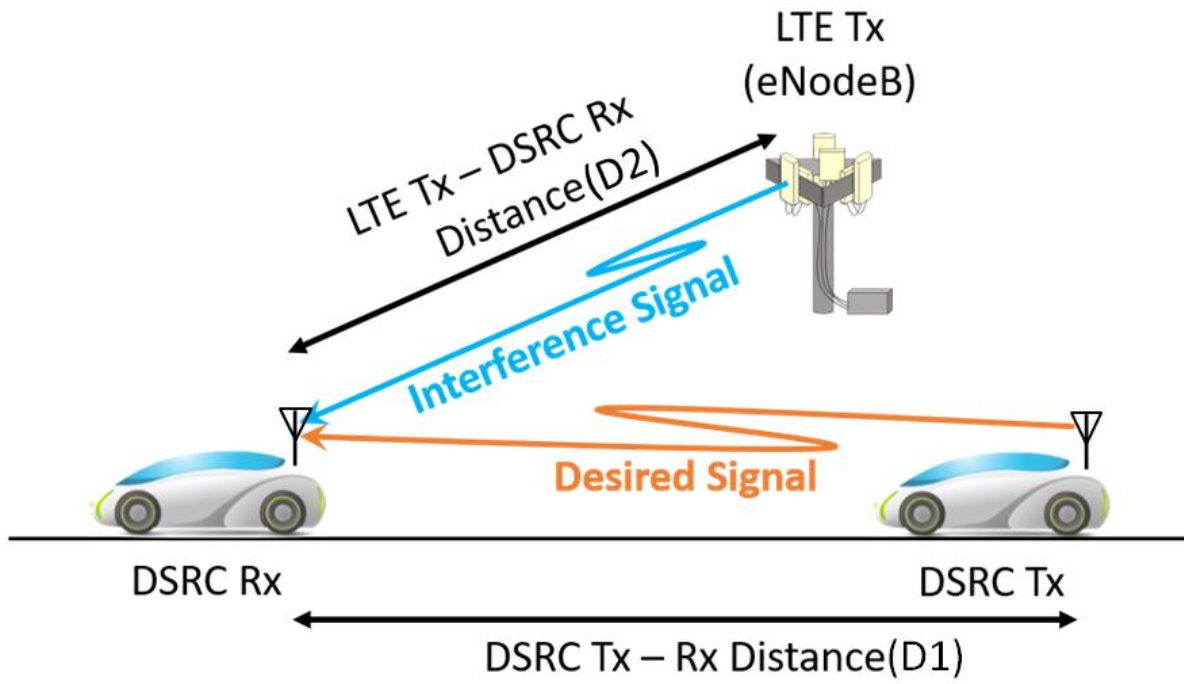 LTE Tx
(eNodeB)
LTE Tx – DSRC Rx
Distance(D2)
Interference Signal
Desired Signal
DSRC Rx
DSRC Tx
DSRC Tx – Rx Distance(D1)